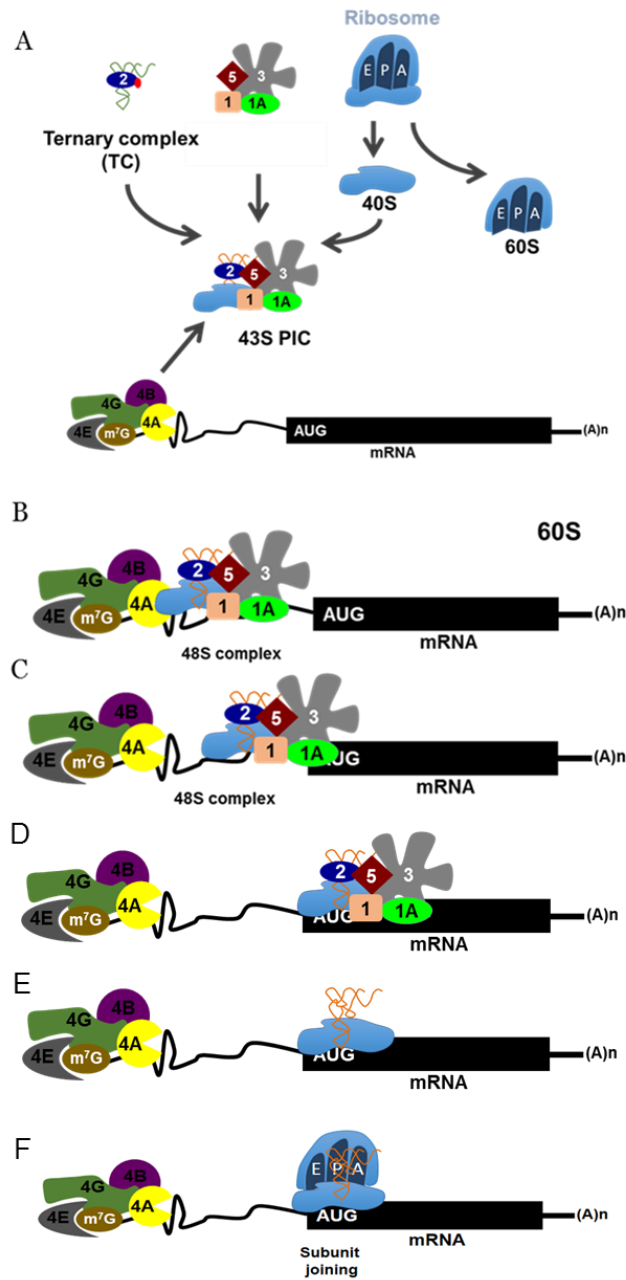 A
Ribosome
2
5
3
1
1A
E P A
Ternary complex
(TC)
40S
E P A
60S
2
5
3
1
1A
43S PIC
4B
4G
4A
4E
m⁷G
AUG
(A)n
mRNA
B
60S
4B
4G
2
5
3
4A
1
1A
4E
m⁷G
AUG
(A)n
mRNA
48S complex
C
4B
4G
2
5
3
4A
1
1A
AUG
4E
m⁷G
(A)n
mRNA
48S complex
D
4B
4G
2
5
3
4A
AUG
1
1A
4E
m⁷G
(A)n
mRNA
E
4B
4G
4A
4E
m⁷G
AUG
(A)n
mRNA
F
4B
4G
E P A
4A
4E
m⁷G
AUG
(A)n
mRNA
Subunit
joining